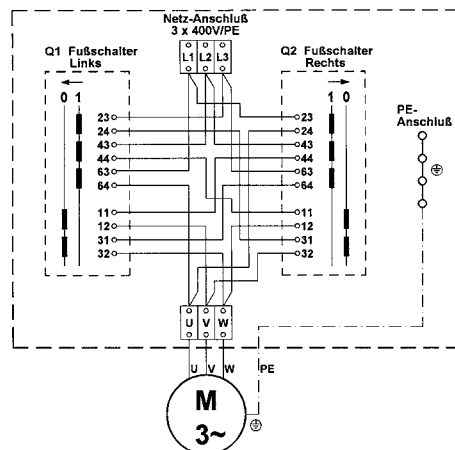 Netz-Anschluß
3 x 400V/PE
Q1 Fußschalter
Links
L1 L2 L3
Q2 Fußschalter
Rechts
0 1
1 0
PE-
Anschluß
23
24
43
44
63
64
11
12
31
32
23
24
43
44
63
64
11
12
31
32
U V W
U V W PE
M
3~